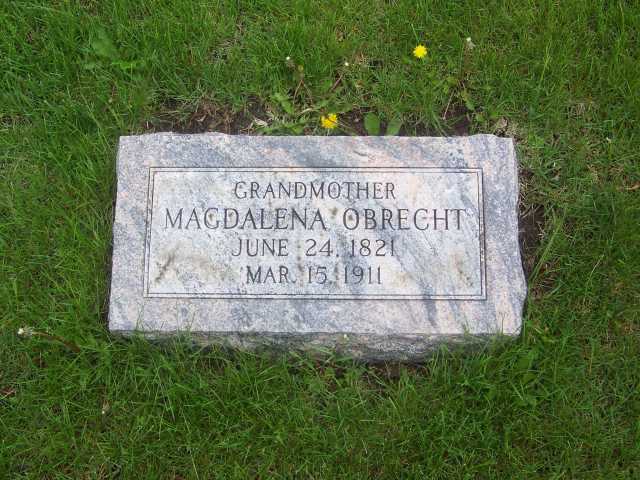 GRANDMOTHER
MAGDALENA OBRECHT
JUNE 24, 1821
MAR. 15, 1911